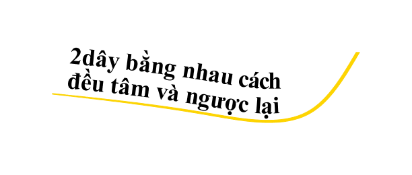 2dây bằng nhau cách
đều tâm và ngược lại